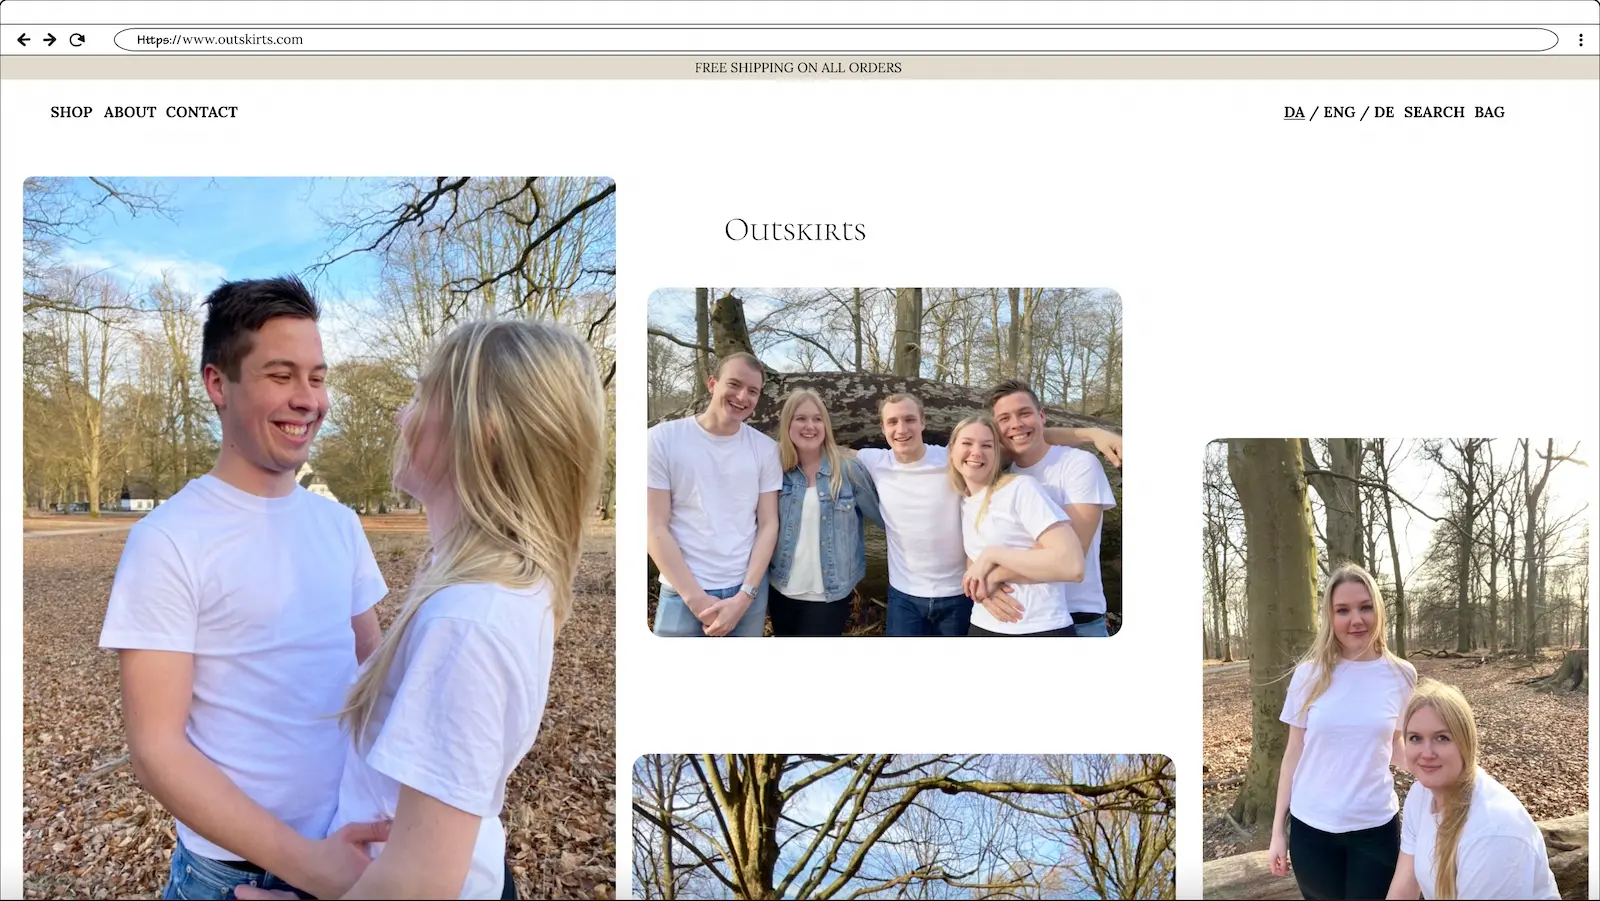 Https://www.outskirts.com
FREE SHIPPING ON ALL ORDERS
SHOP ABOUT CONTACT
DA / ENG / DE SEARCH BAG
Outskirts